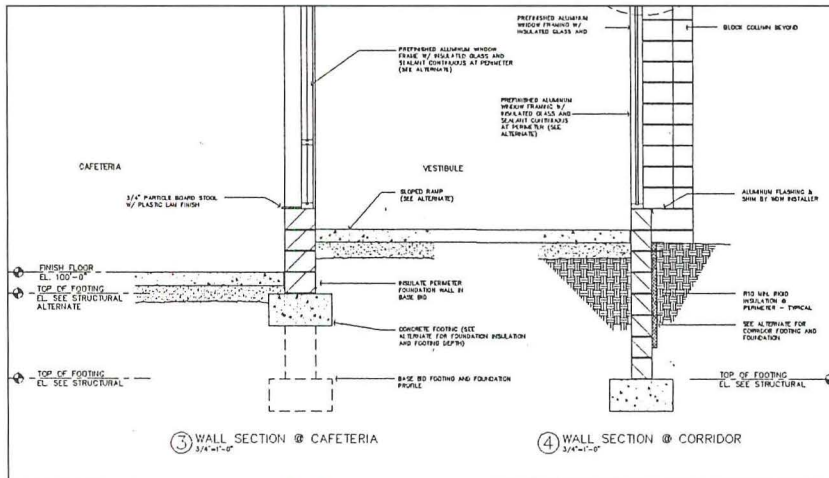 PREFINISHED ALUMINUM WINDOW
FRAME W/ INSULATED GLASS AND
SEALANT CONTINUOUS AT PERIMETER
(SEE ALTERNATE)
PREFINISHED ALUMINUM
WINDOW FRAMING W/
INSULATED GLASS AND
BLOCK COLUMN BEYOND
PREFINISHED ALUMINUM
WINDOW FRAMING W/
INSULATED GLASS AND
SEALANT CONTINUOUS
AT PERIMETER (SEE
ALTERNATE)
CAFETERIA
VESTIBULE
3/4" PARTICLE BOARD STOOL
W/ PLASTIC LAM FINISH
SLOPED RAMP
(SEE ALTERNATE)
ALUMINUM FLASHING &
SHIM BY WDW INSTALLER
FINISH FLOOR
EL. 100'-0"
TOP OF FOOTING
EL. SEE STRUCTURAL
ALTERNATE
INSULATE PERIMETER
FOUNDATION WALL IN
BASE BID
R10 MIN. RIGID
INSULATION @
PERIMETER - TYPICAL
CONCRETE FOOTING (SEE
ALTERNATE FOR FOUNDATION INSULATION
AND FOOTING DEPTH)
SEE ALTERNATE FOR
CORRIDOR FOOTING AND
FOUNDATION
TOP OF FOOTING
EL. SEE STRUCTURAL
BASE BID FOOTING AND FOUNDATION
PROFILE
TOP OF FOOTING
EL. SEE STRUCTURAL
3 WALL SECTION @ CAFETERIA
3/4"=1'-0"
4 WALL SECTION @ CORRIDOR
3/4"=1'-0"